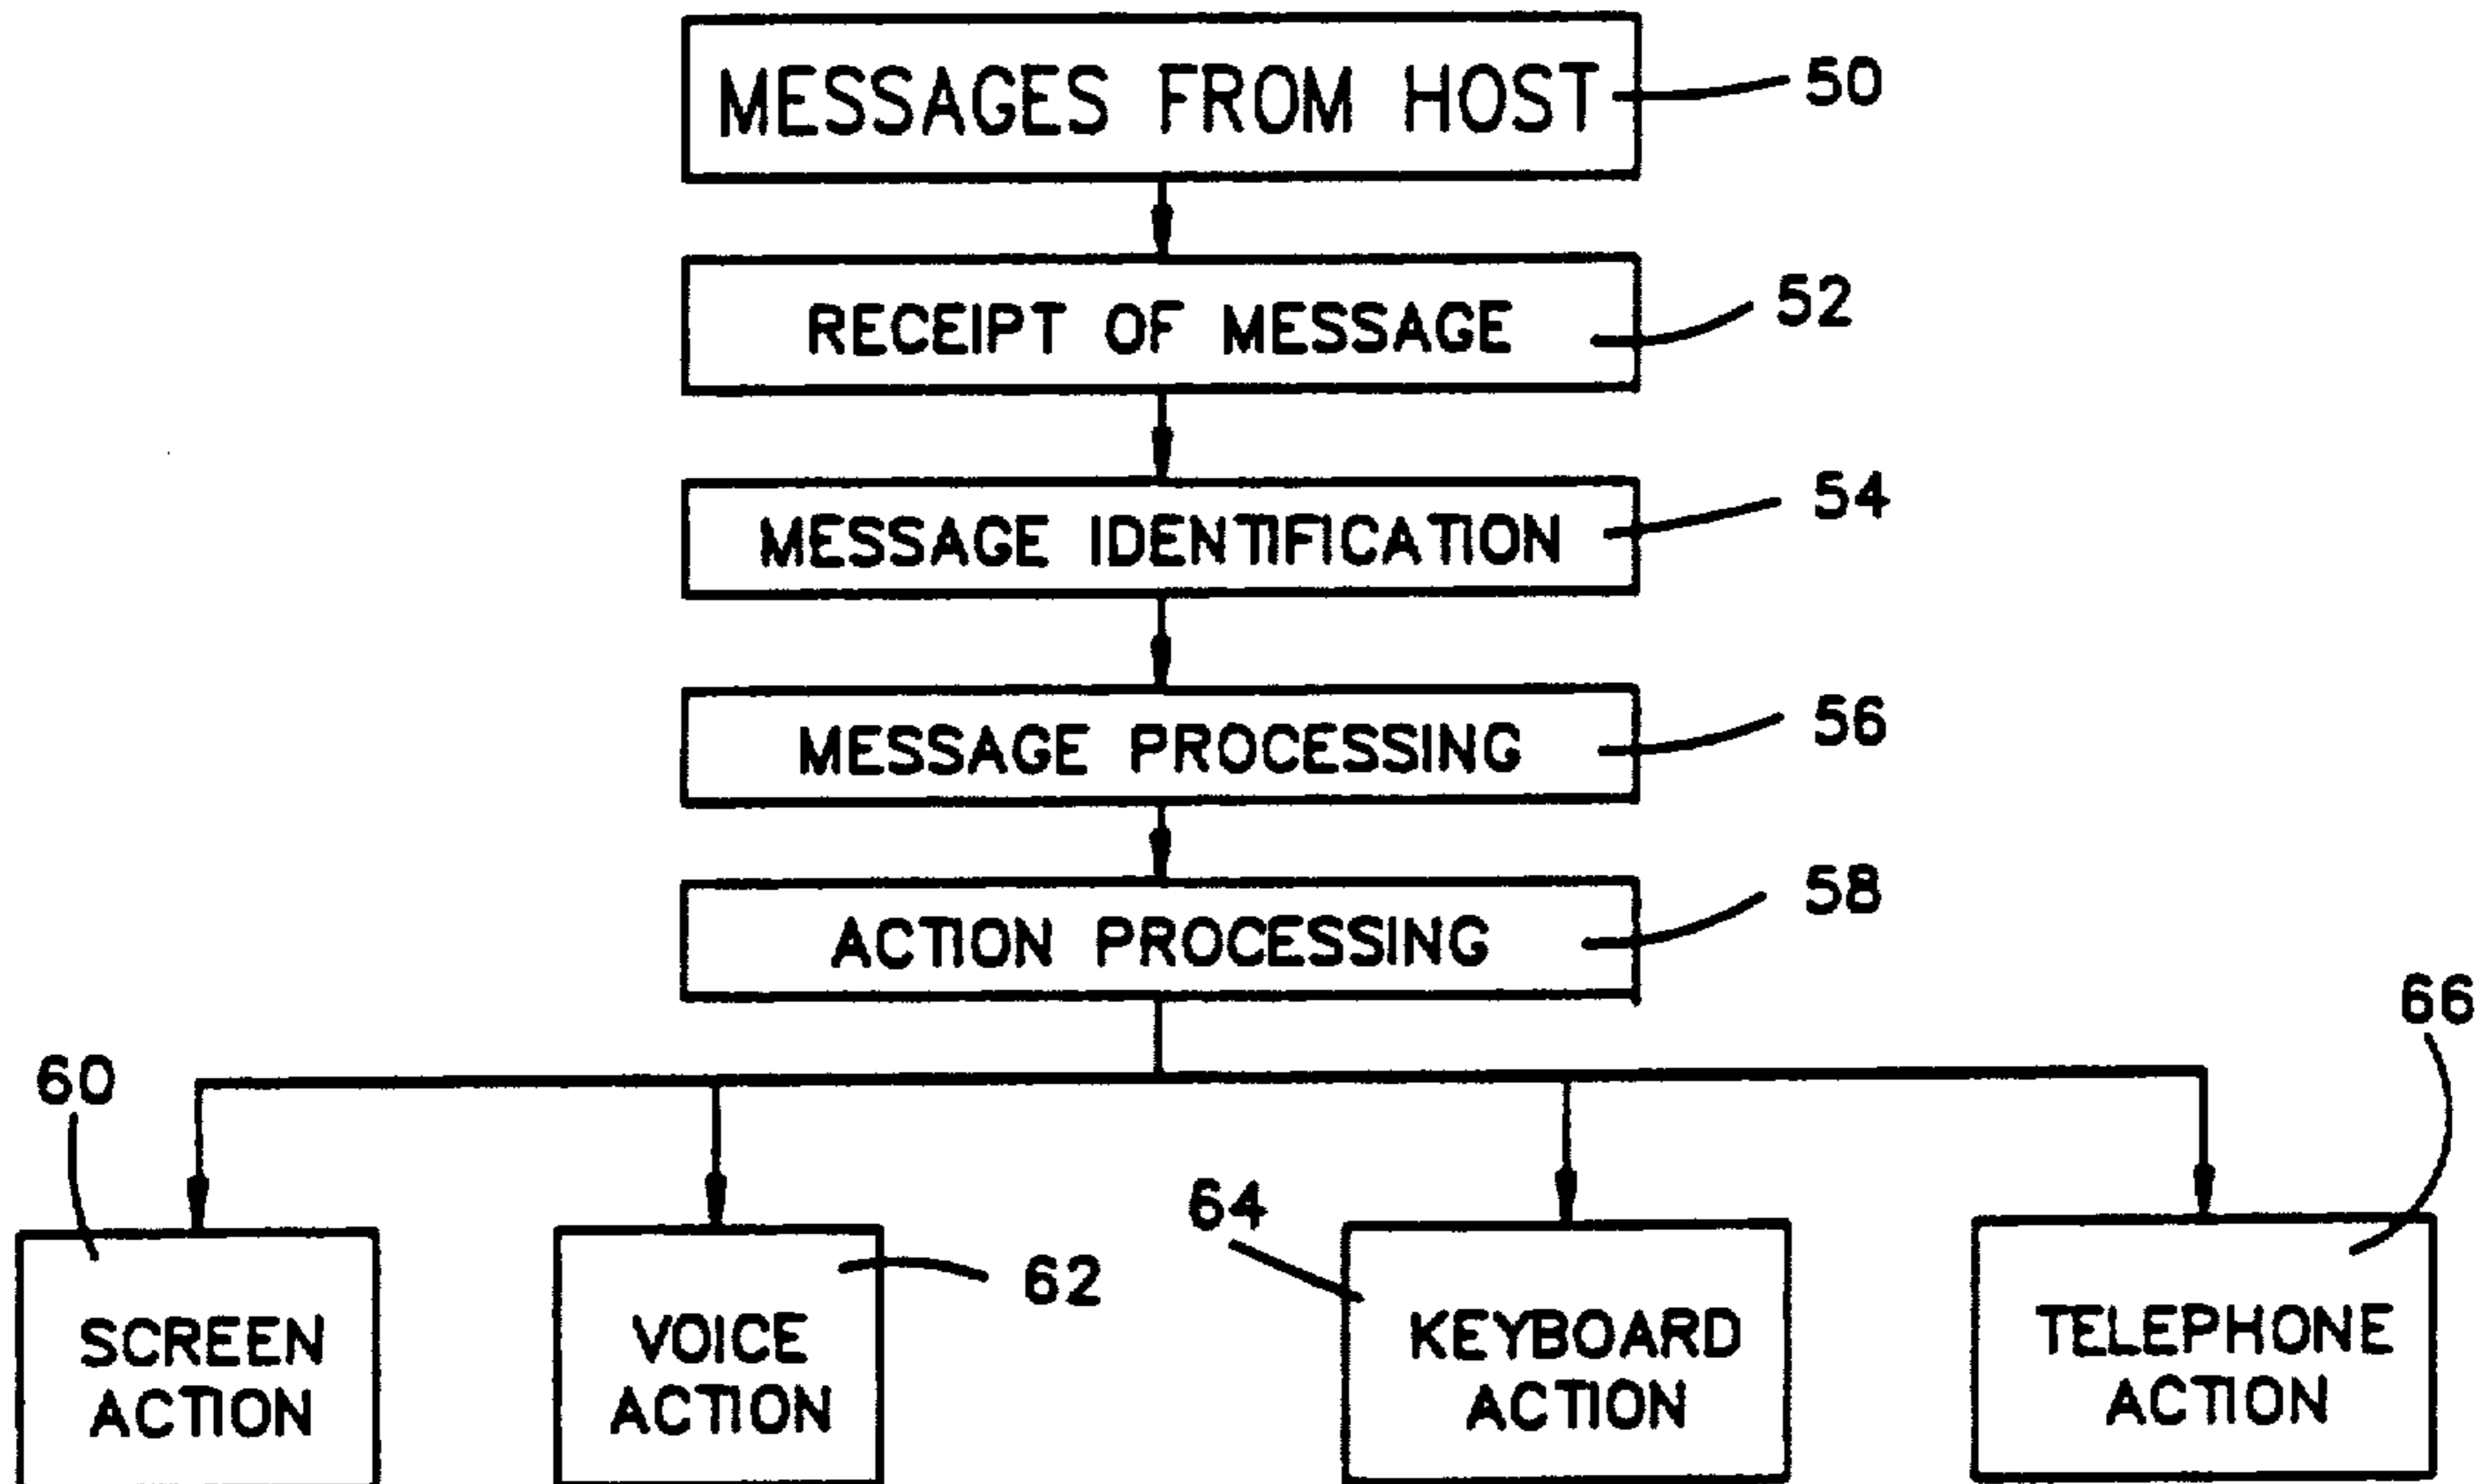 MESSAGES FROM HOST
50
RECEIPT OF MESSAGE
52
MESSAGE IDENTIFICATION
54
MESSAGE PROCESSING
56
ACTION PROCESSING
58
60
62
64
66
SCREEN
ACTION
VOICE
ACTION
KEYBOARD
ACTION
TELEPHONE
ACTION